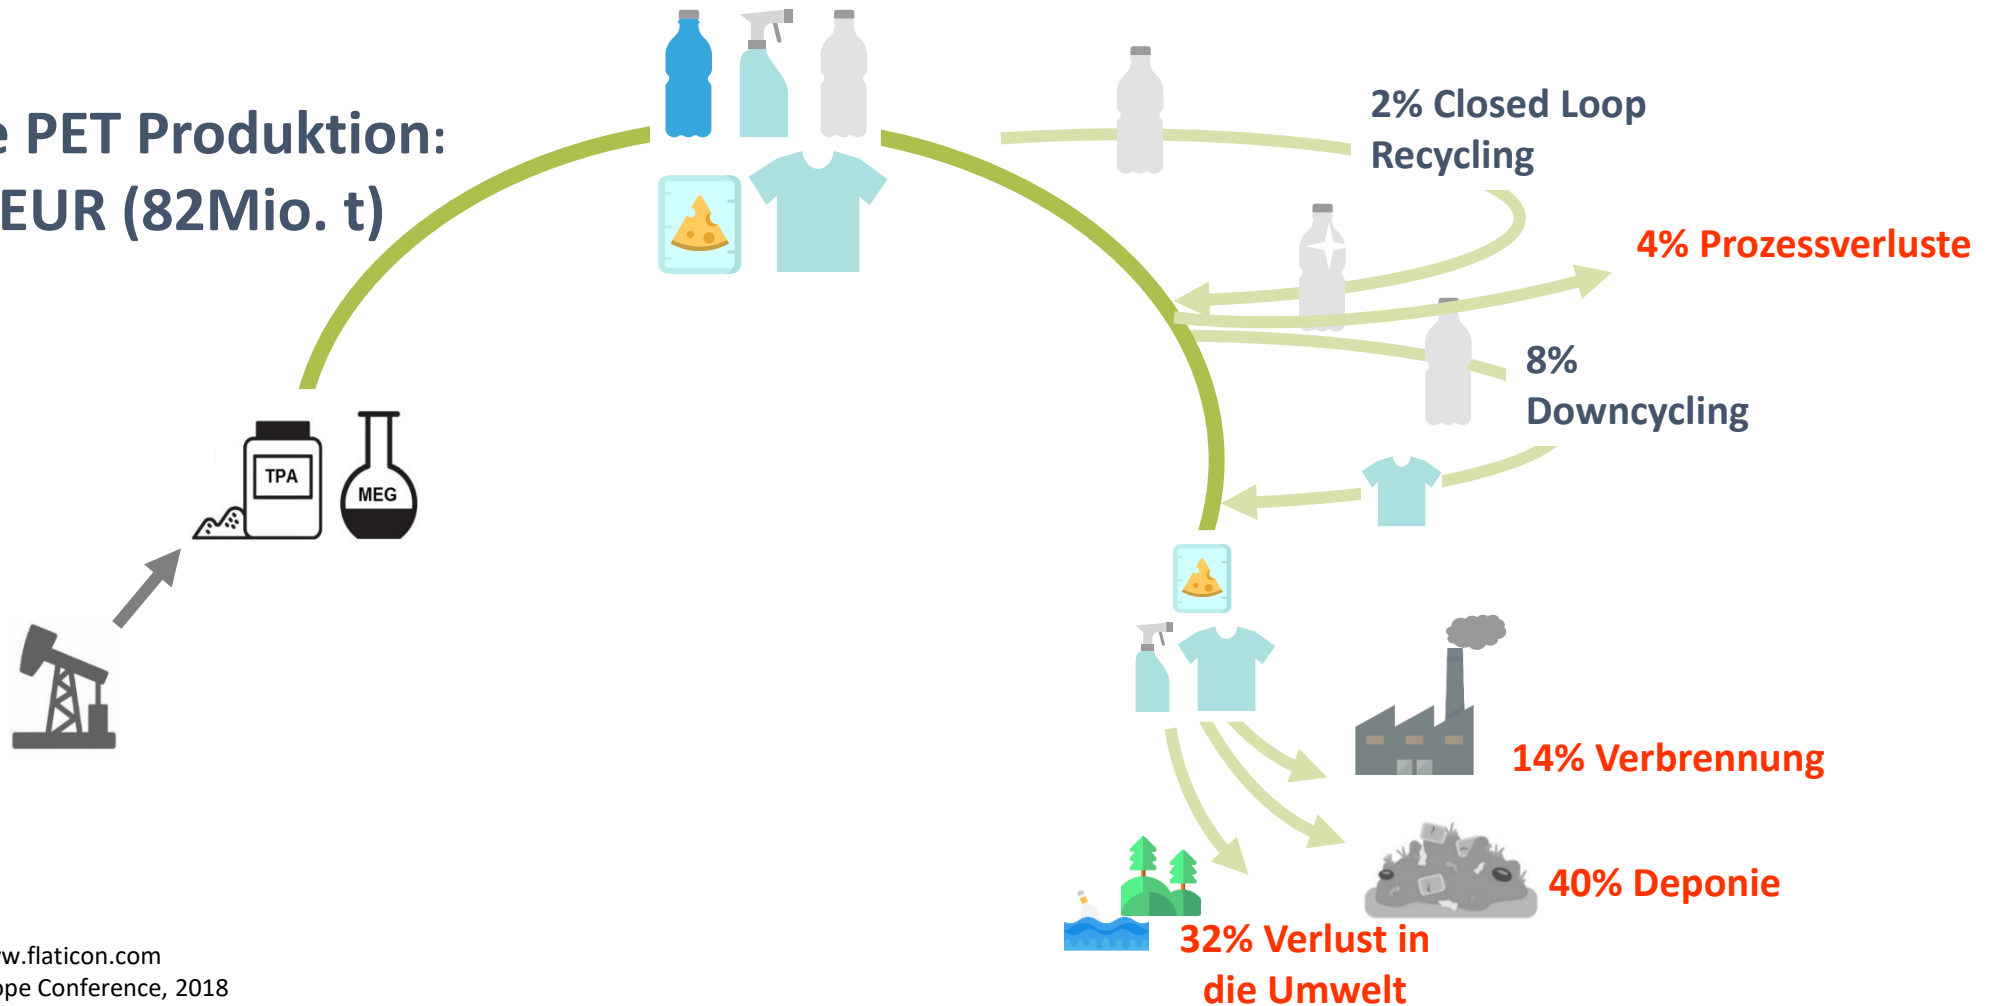 e PET Produktion:
EUR (82Mio. t)
2% Closed Loop
Recycling
4% Prozessverluste
8%
Downcycling
TPA
MEG
14% Verbrennung
40% Deponie
32% Verlust in
die Umwelt
w.flaticon.com
ope Conference, 2018